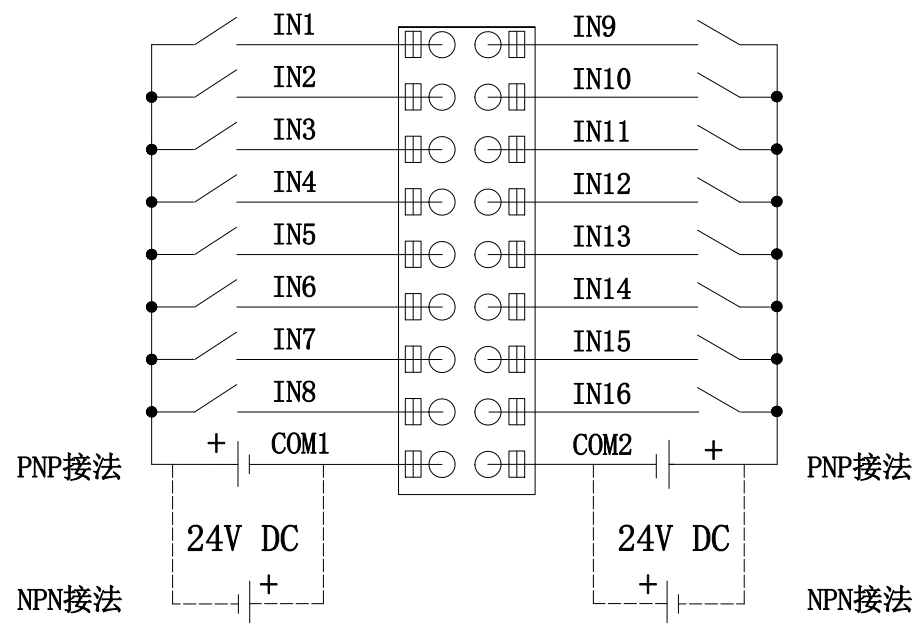 IN1 IN9
IN2 IN10
IN3 IN11
IN4 IN12
IN5 IN13
IN6 IN14
IN7 IN15
IN8 IN16
PNP接法 + COM1 COM2 + PNP接法
24V DC 24V DC
NPN接法 + + NPN接法